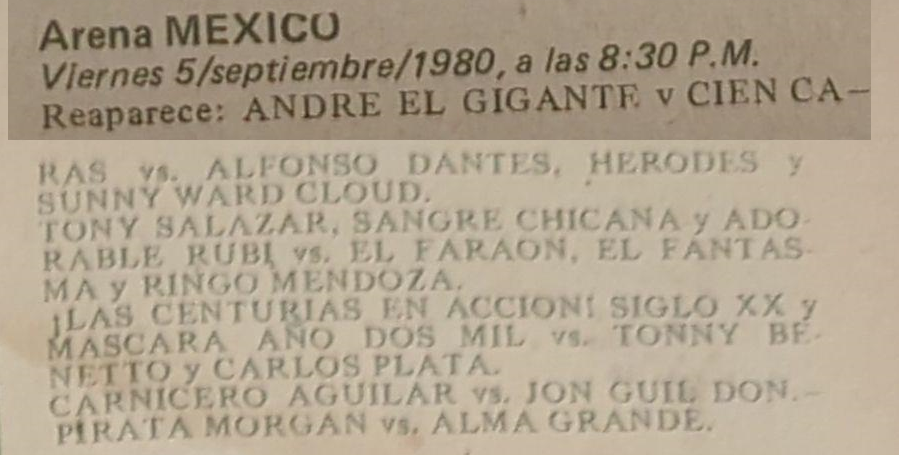 Arena MEXICO
Viernes 5/septiembre/1980, a las 8:30 P.M.
Reaparece: ANDRE EL GIGANTE y CIEN CA-
RAS vs. ALFONSO DANTES, HERODES y
SUNNY WARD CLOUD.
TONY SALAZAR, SANGRE CHICANA y ADO-
RABLE RUBI vs. EL FARAON, EL FANTAS-
MA y RINGO MENDOZA.
¡LAS CENTURIAS EN ACCION! SIGLO XX y
MASCARA AÑO DOS MIL vs. TONNY BE-
NETTO y CARLOS PLATA.
CARNICERO AGUILAR vs. JON GUIL DON.—
PIRATA MORGAN vs. ALMA GRANDE.